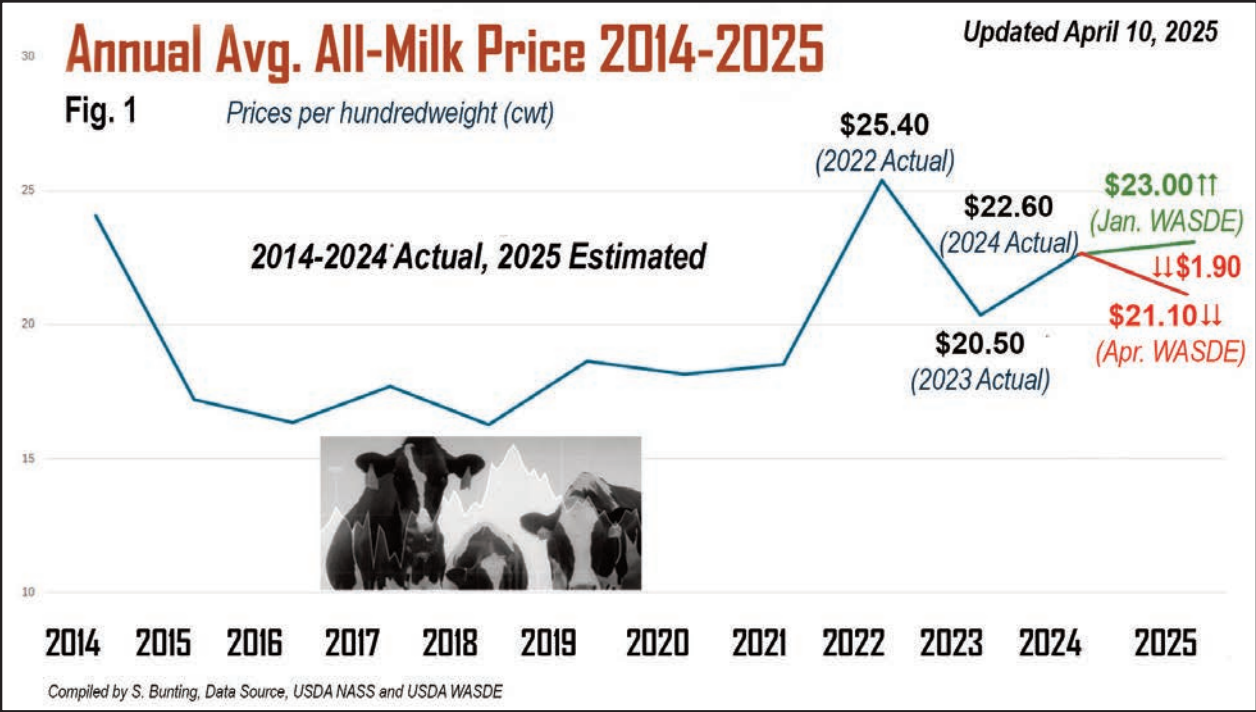 Annual Avg. All-Milk Price 2014-2025
Updated April 10, 2025
Fig. 1
Prices per hundredweight (cwt)
30
25
20
15
10
2014-2024 Actual, 2025 Estimated
$25.40
(2022 Actual)
$22.60
(2024 Actual)
$20.50
(2023 Actual)
$23.00↑↑
(Jan. WASDE)
↓↓$1.90
$21.10↓↓
(Apr. WASDE)
2014 2015 2016 2017 2018 2019 2020 2021 2022 2023 2024 2025
Compiled by S. Bunting, Data Source, USDA NASS and USDA WASDE